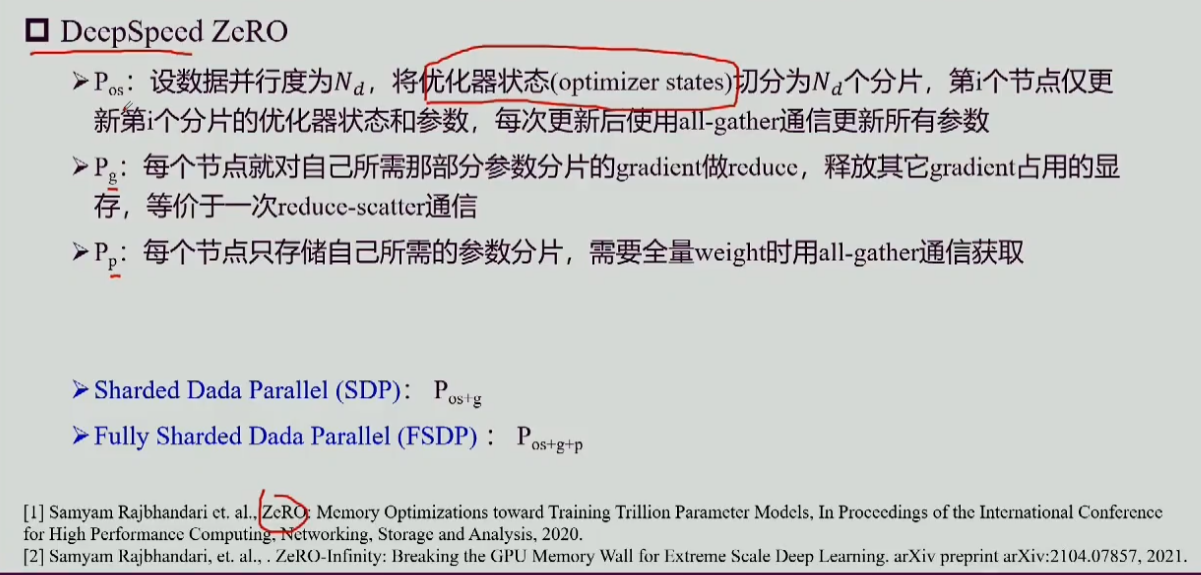 DeepSpeed ZeRO
➢P_os：设数据并行度为N_d，将优化器状态(optimizer states)切分为N_d个分片，第i个节点仅更
新第i个分片的优化器状态和参数，每次更新后使用all-gather通信更新所有参数
➢P_g：每个节点就对自己所需那部分参数分片的gradient做reduce，释放其它gradient占用的显
存，等价于一次reduce-scatter通信
➢P_p：每个节点只存储自己所需的参数分片，需要全量weight时用all-gather通信获取
➢Sharded Dada Parallel (SDP)： P_os+g
➢Fully Sharded Dada Parallel (FSDP)： P_os+g+p
[1] Samyam Rajbhandari et. al., ZeRO: Memory Optimizations toward Training Trillion Parameter Models, In Proceedings of the International Conference
for High Performance Computing, Networking, Storage and Analysis, 2020.
[2] Samyam Rajbhandari, et. al., . ZeRO-Infinity: Breaking the GPU Memory Wall for Extreme Scale Deep Learning. arXiv preprint arXiv:2104.07857, 2021.